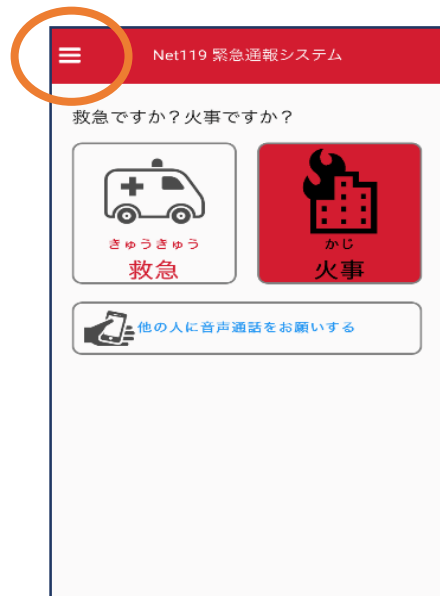 Net119 緊急通報システム
救急ですか？火事ですか？
きゅうきゅう
救急
かじ
火事
他の人に音声通話をお願いする